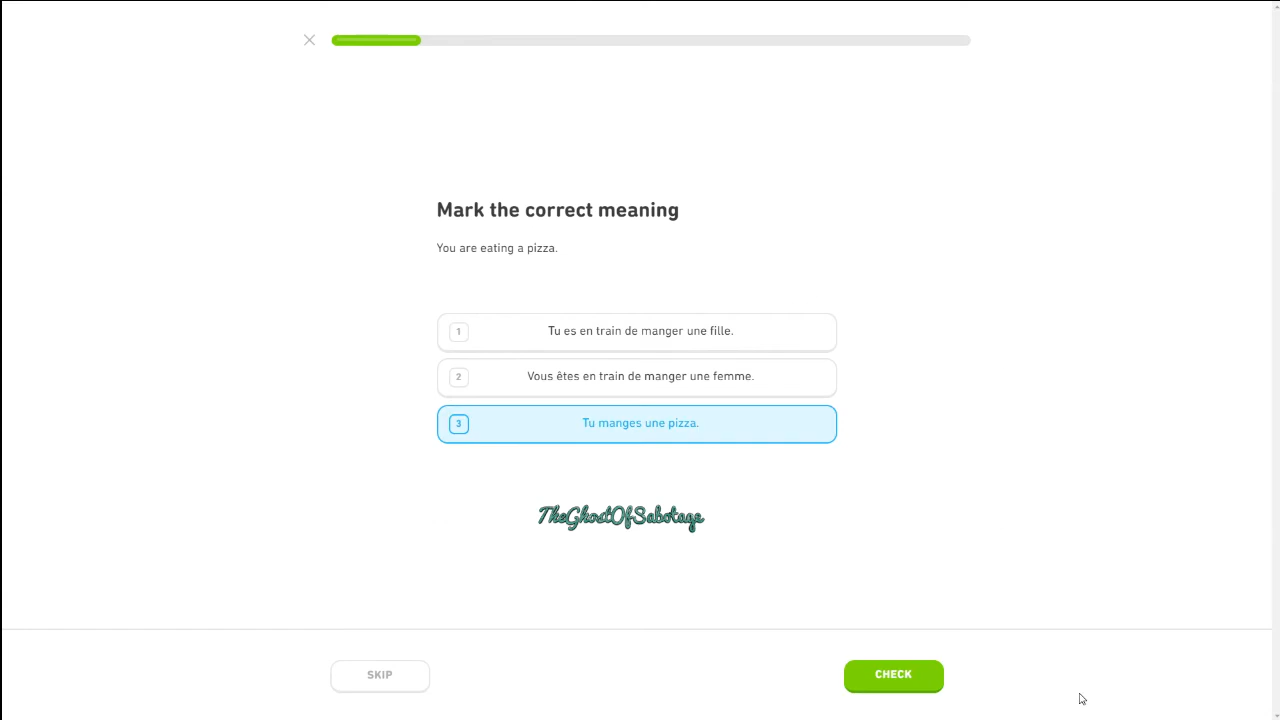 Mark the correct meaning
You are eating a pizza.
1 Tu es en train de manger une fille.
2 Vous êtes en train de manger une femme.
3 Tu manges une pizza.
TheGhostOfSabotage
SKIP CHECK